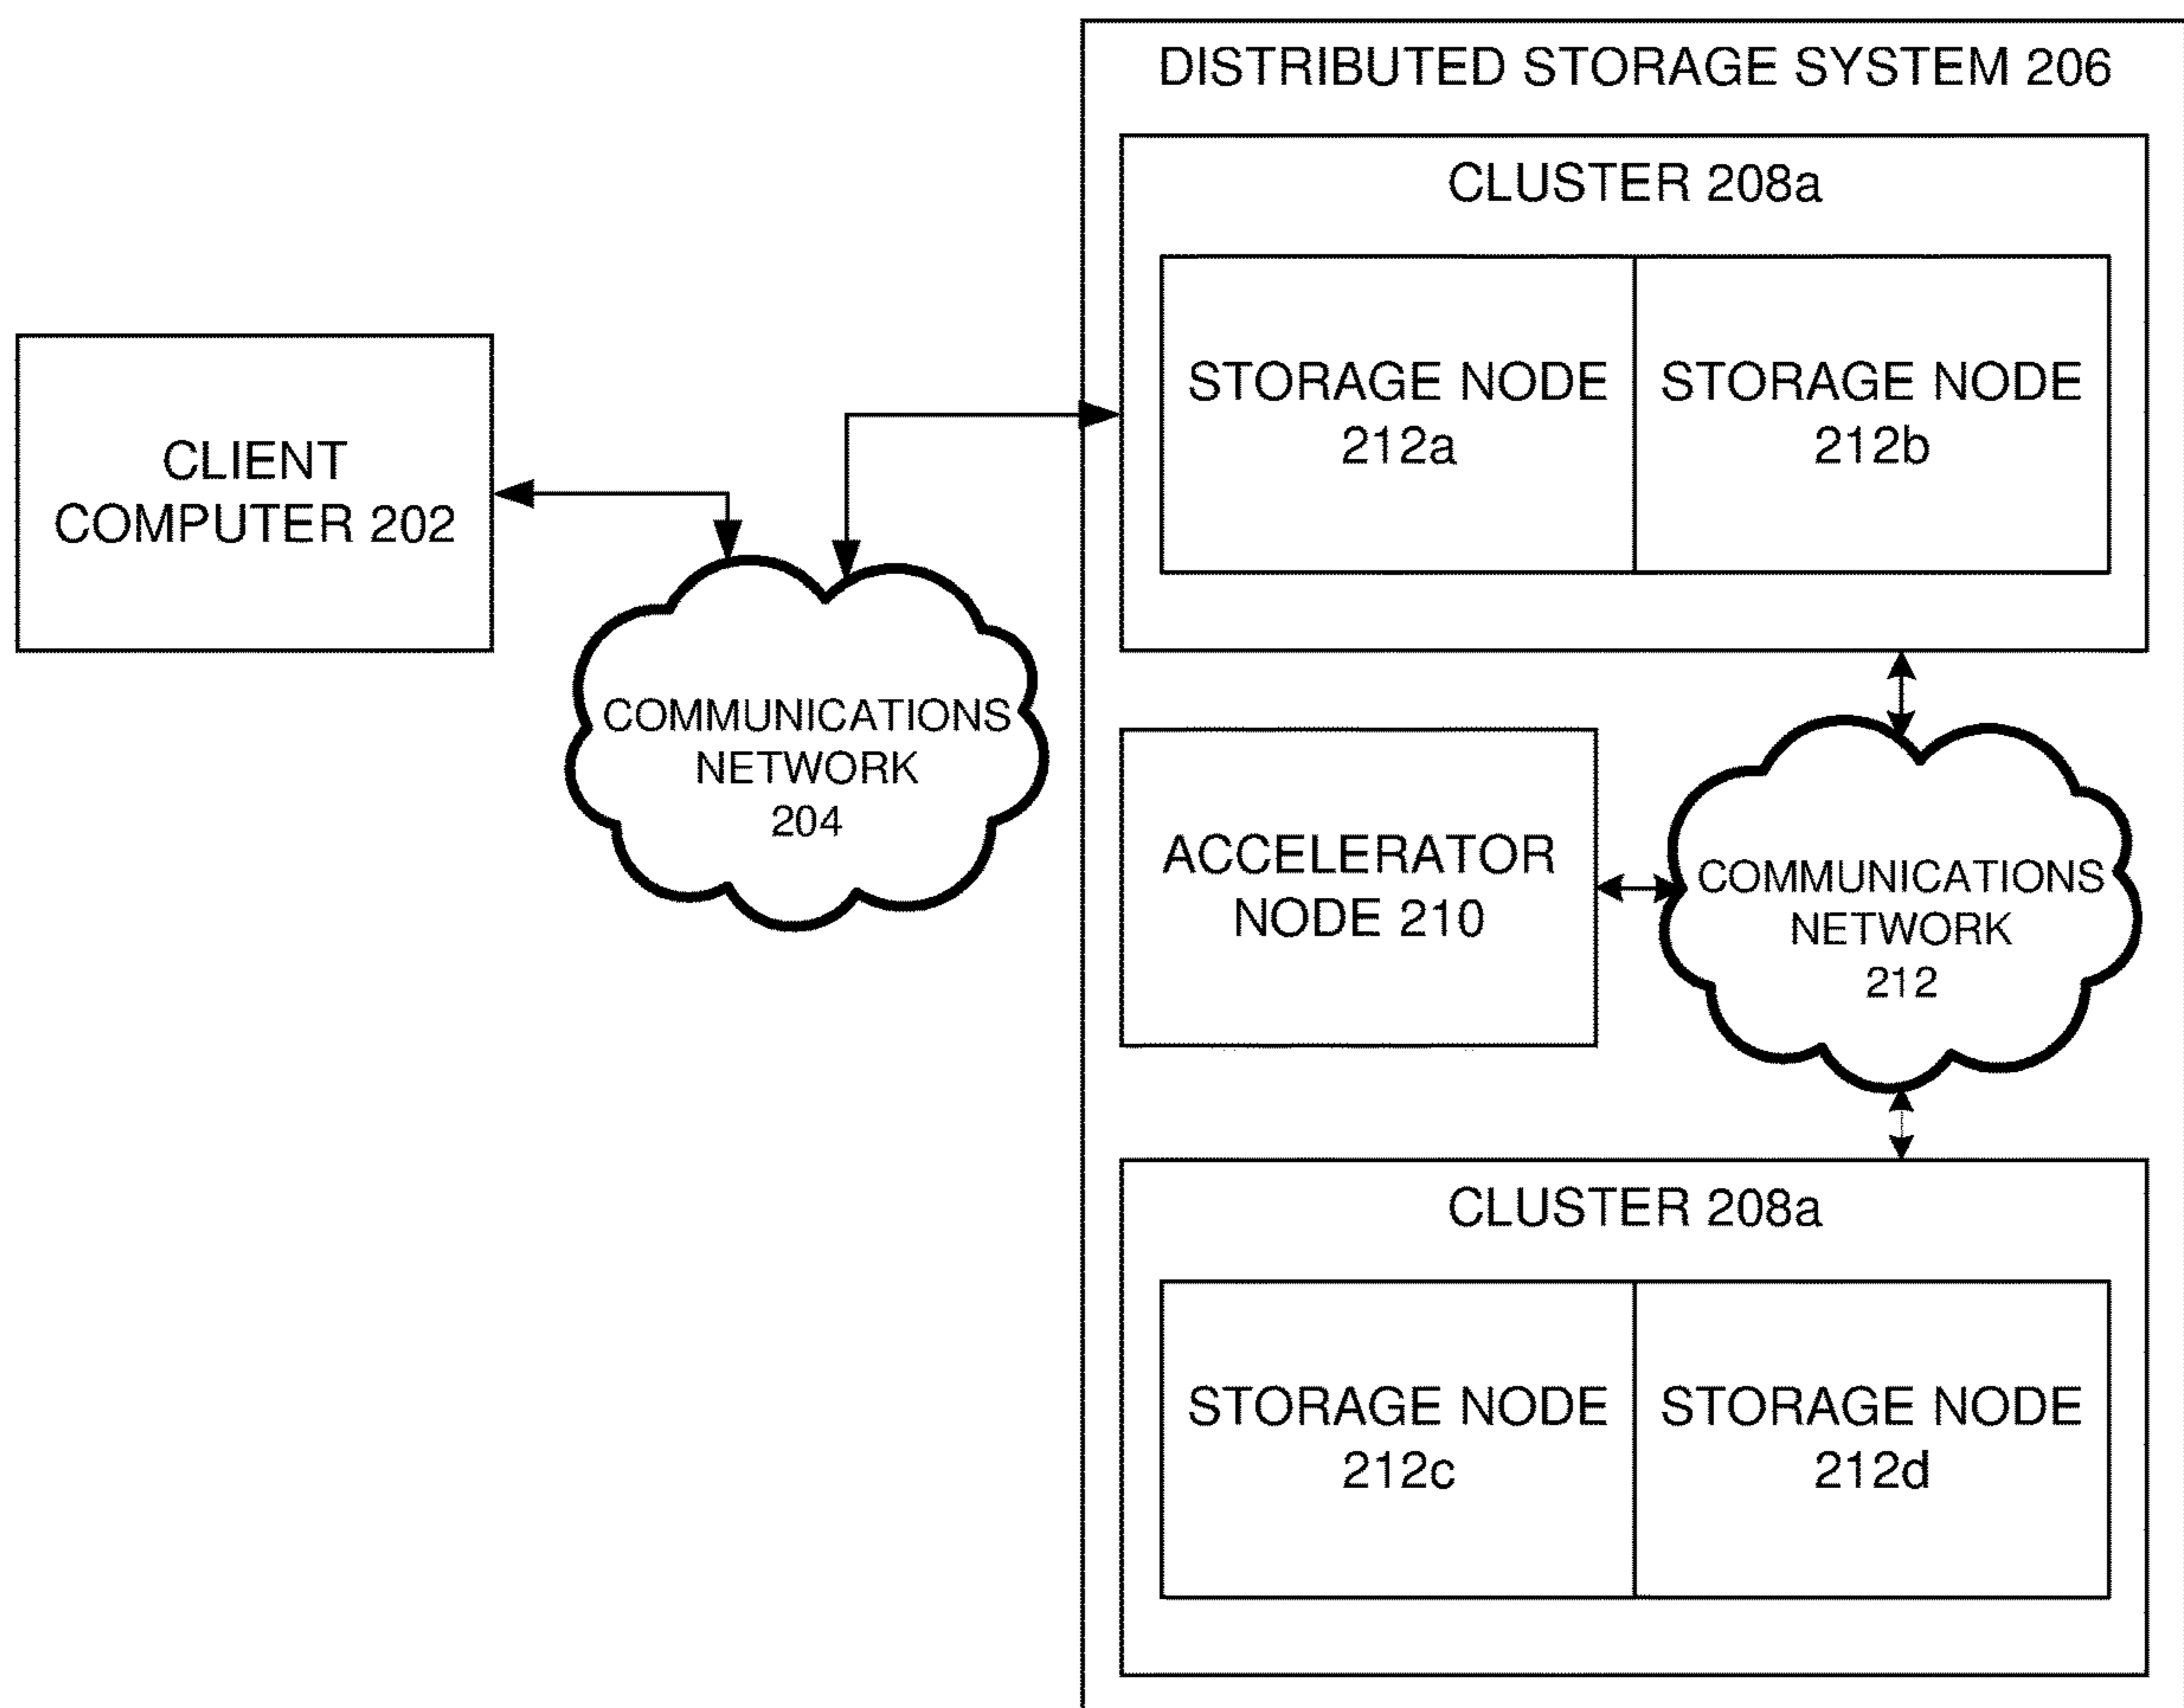 DISTRIBUTED STORAGE SYSTEM 206
CLUSTER 208a
STORAGE NODE
212a
STORAGE NODE
212b
CLIENT
COMPUTER 202
COMMUNICATIONS
NETWORK
204
ACCELERATOR
NODE 210
COMMUNICATIONS
NETWORK
212
CLUSTER 208a
STORAGE NODE
212c
STORAGE NODE
212d